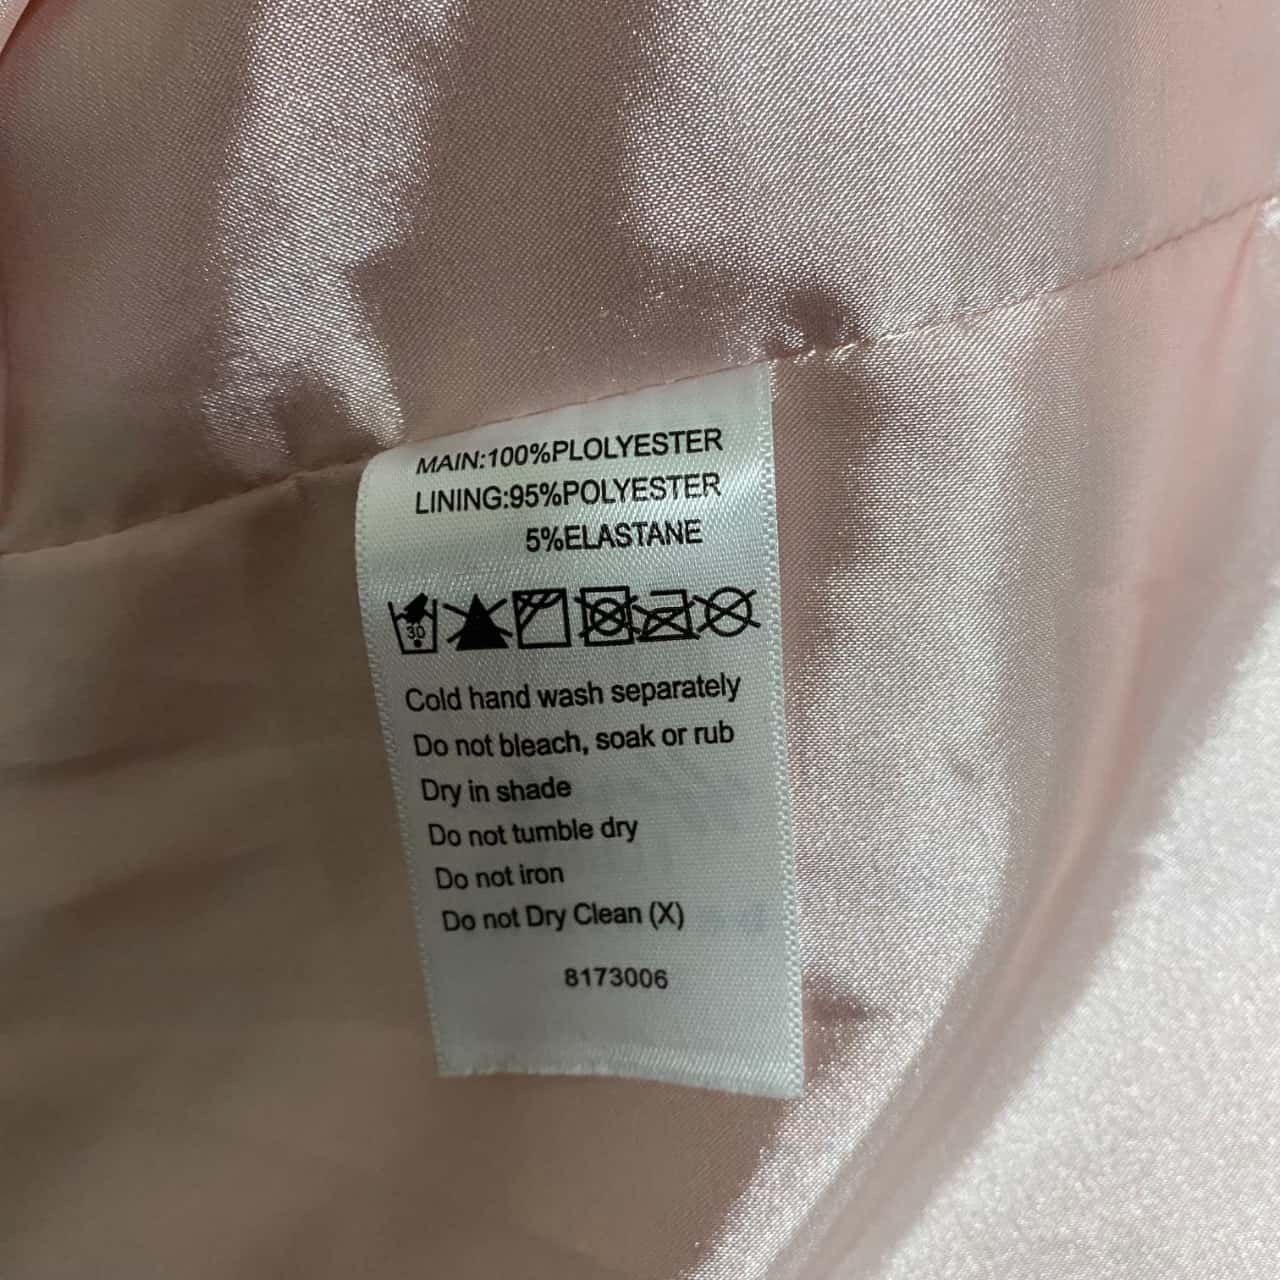 MAIN:100%PLOLYESTER
LINING:95%POLYESTER
5%ELASTANE
30
Cold hand wash separately
Do not bleach, soak or rub
Dry in shade
Do not tumble dry
Do not iron
Do not Dry Clean (X)
8173006